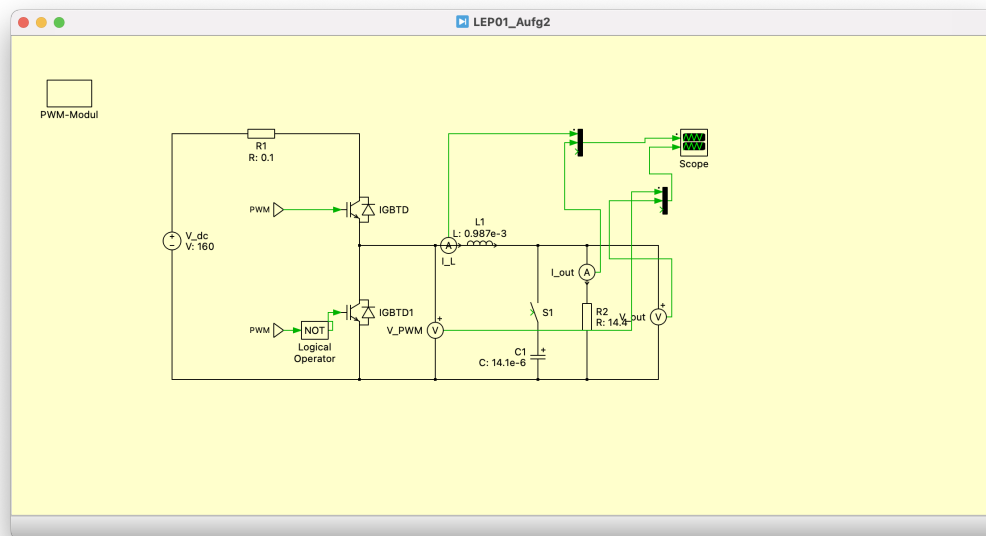 LEP01_Aufg2
PWM-Modul
R1
R: 0.1
Scope
PWM
IGBTD
L1
L: 0.987e-3
V_dc
V: 160
A
I_L
I_out
A
PWM
NOT
Logical
Operator
IGBTD1
V_PWM
V
S1
R2
R: 14.4
V_out
V
C1
C: 14.1e-6